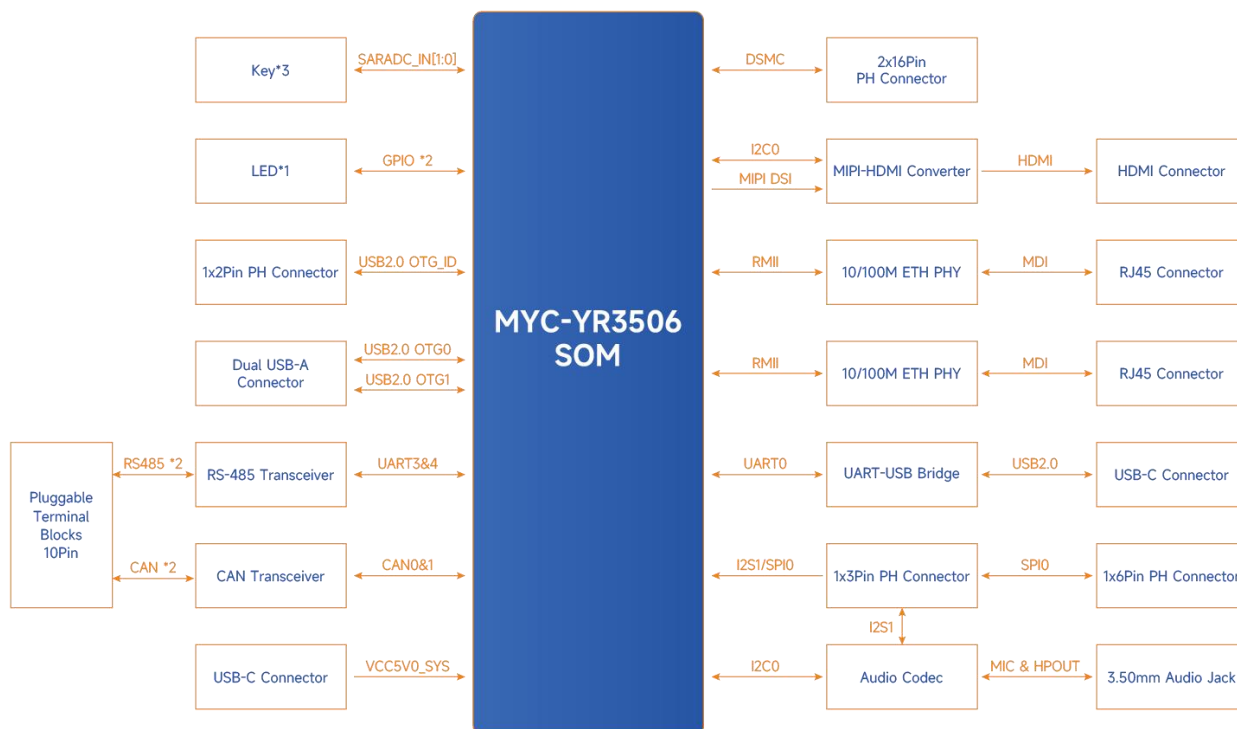 Key*3
SARADC_IN[1:0]
DSMC
2x16Pin
PH Connector
LED*1
GPIO *2
I2C0
MIPI DSI
MIPI-HDMI Converter
HDMI
HDMI Connector
1x2Pin PH Connector
USB2.0 OTG_ID
RMII
10/100M ETH PHY
MDI
RJ45 Connector
MYC-YR3506
SOM
Dual USB-A
Connector
USB2.0 OTG0
USB2.0 OTG1
RMII
10/100M ETH PHY
MDI
RJ45 Connector
Pluggable
Terminal
Blocks
10Pin
RS485 *2
RS-485 Transceiver
UART3&4
UART0
UART-USB Bridge
USB2.0
USB-C Connector
CAN *2
CAN Transceiver
CAN0&1
I2S1/SPI0
1x3Pin PH Connector
SPI0
1x6Pin PH Connector
I2S1
USB-C Connector
VCC5V0_SYS
I2C0
Audio Codec
MIC & HPOUT
3.50mm Audio Jack